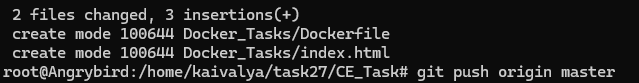 2 files changed, 3 insertions(+)
create mode 100644 Docker_Tasks/Dockerfile
create mode 100644 Docker_Tasks/index.html
root@Angrybird:/home/kaivalya/task27/CE_Task# git push origin master